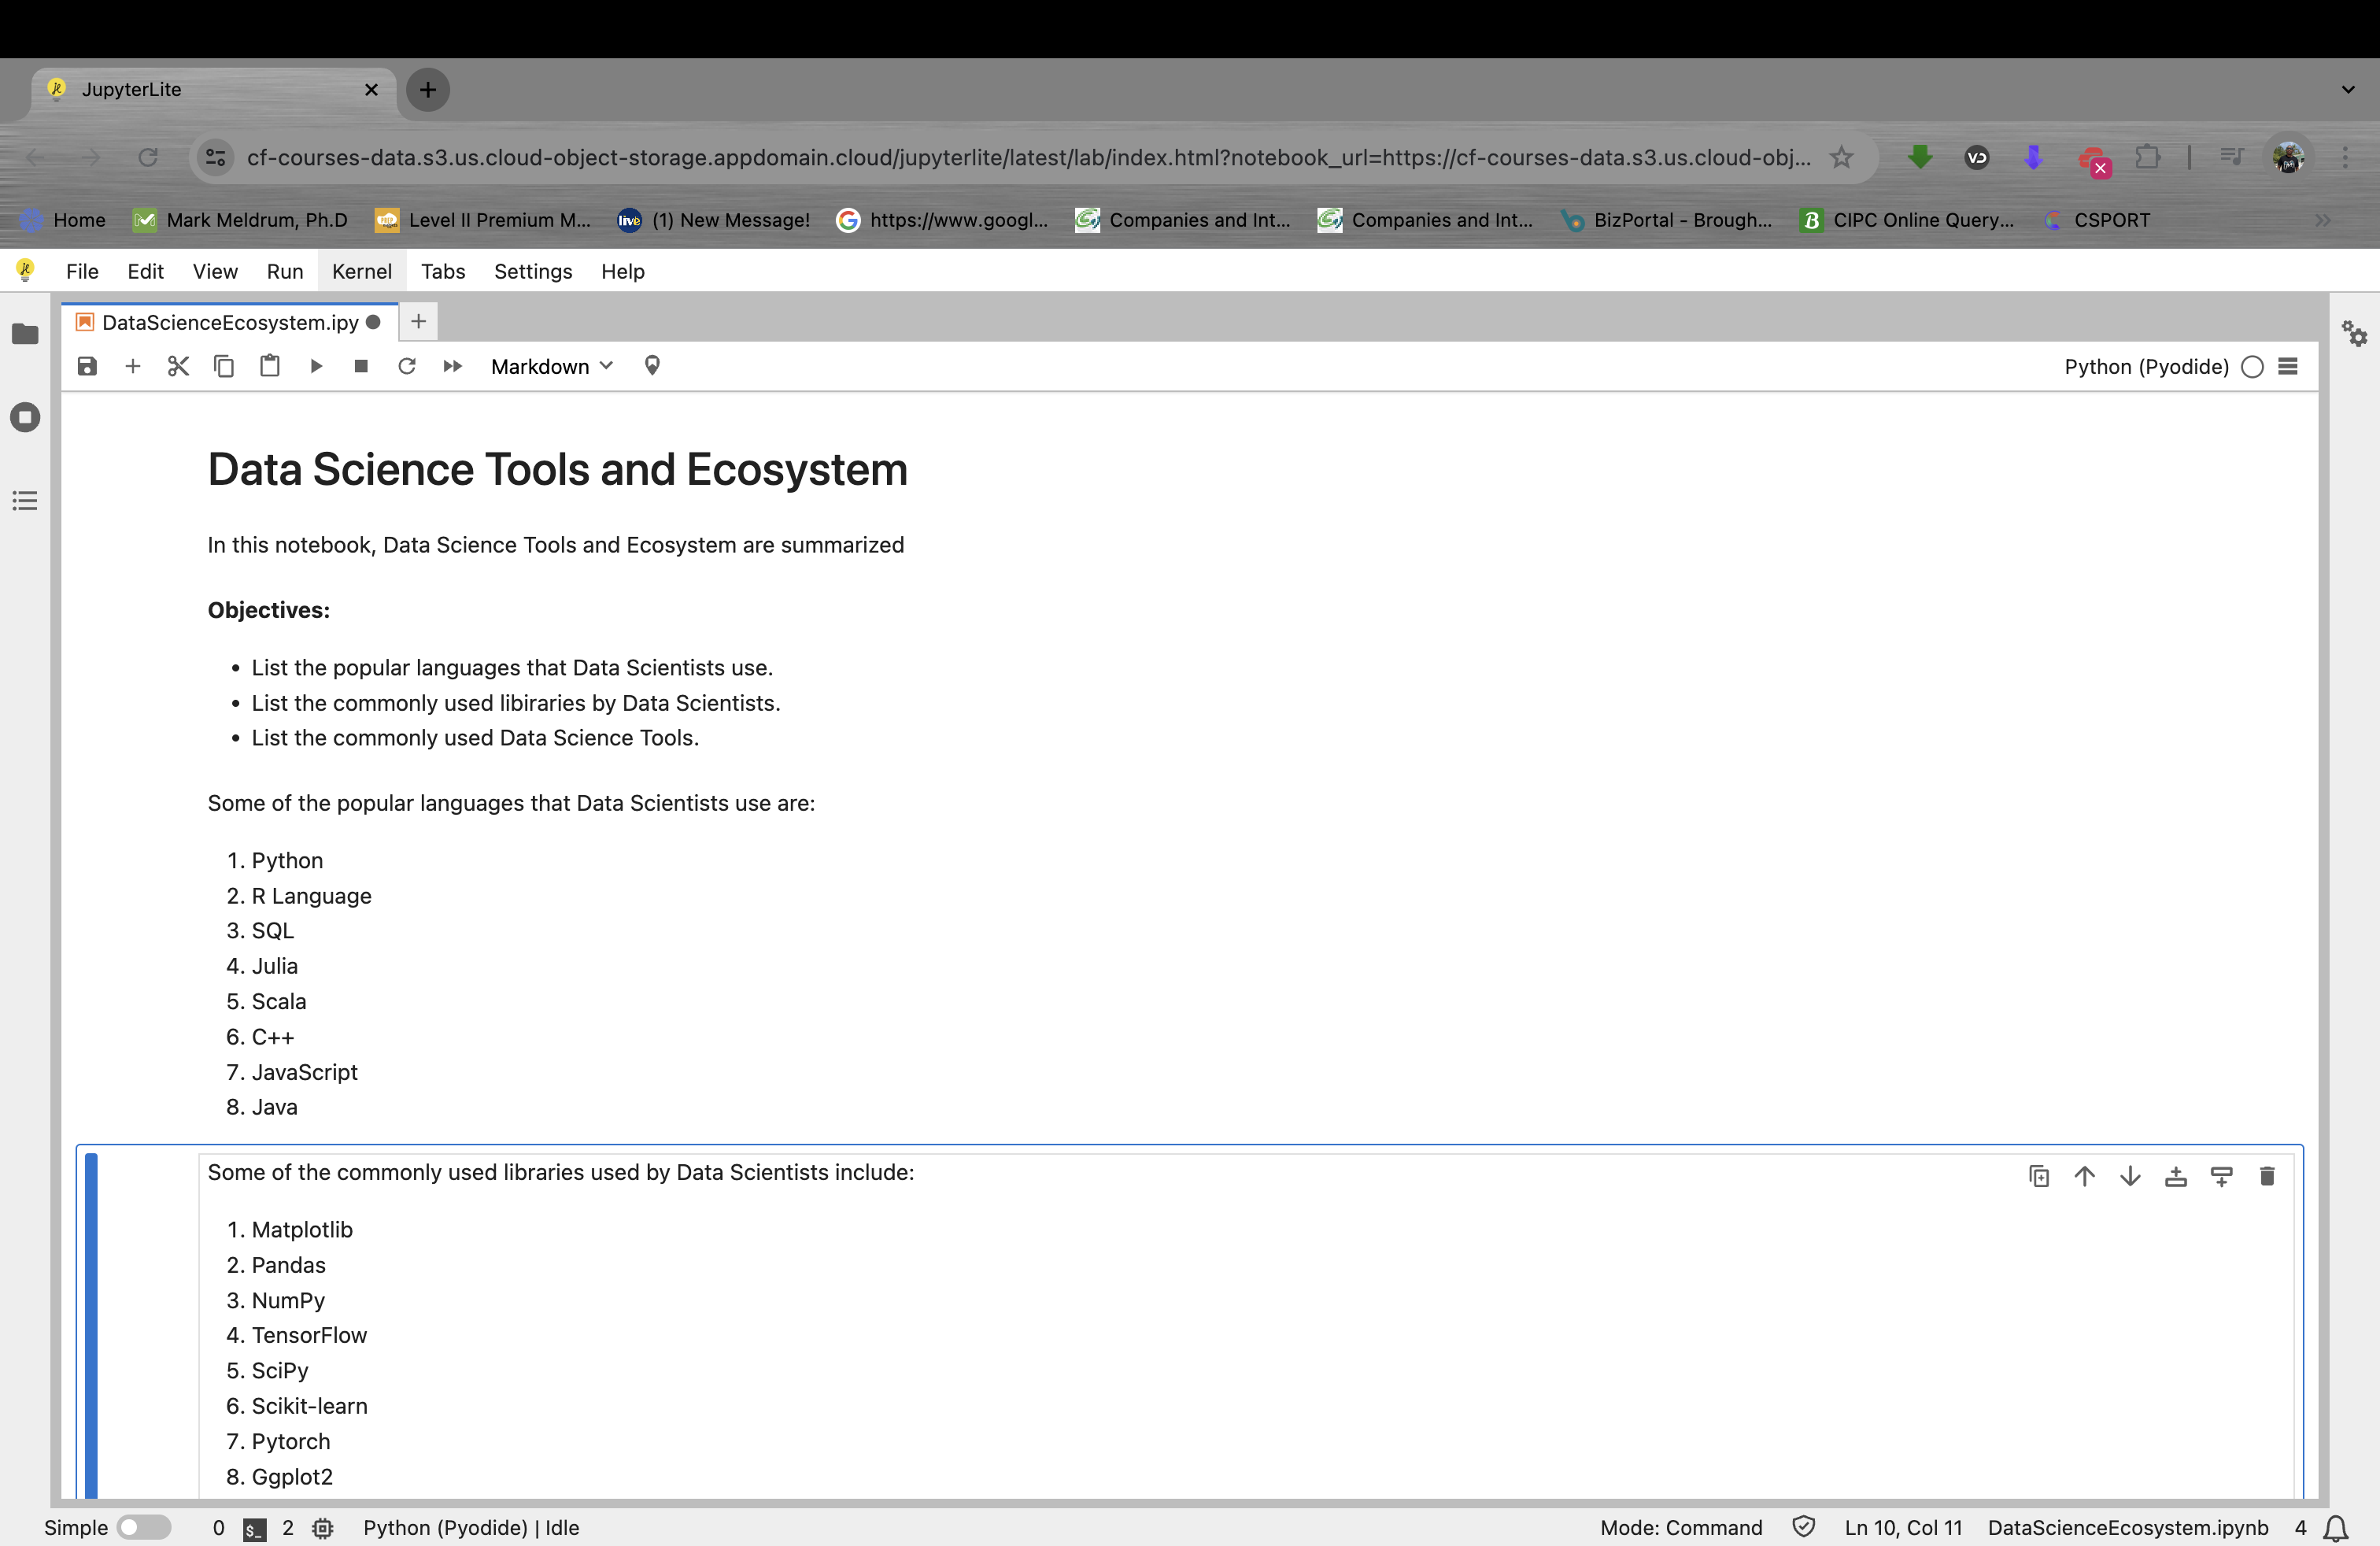 JupyterLite
cf-courses-data.s3.us.cloud-object-storage.appdomain.cloud/jupyterlite/latest/lab/index.html?notebook_url=https://cf-courses-data.s3.us.cloud-obj...
Home Mark Meldrum, Ph.D Level II Premium M... live (1) New Message! https://www.googl... Companies and Int... Companies and Int... BizPortal - Brough... CIPC Online Query... CSPORT
File Edit View Run Kernel Tabs Settings Help
DataScienceEcosystem.ipy
Markdown Python (Pyodide)
Data Science Tools and Ecosystem
In this notebook, Data Science Tools and Ecosystem are summarized
Objectives:
• List the popular languages that Data Scientists use.
• List the commonly used libiraries by Data Scientists.
• List the commonly used Data Science Tools.
Some of the popular languages that Data Scientists use are:
1. Python
2. R Language
3. SQL
4. Julia
5. Scala
6. C++
7. JavaScript
8. Java
Some of the commonly used libraries used by Data Scientists include:
1. Matplotlib
2. Pandas
3. NumPy
4. TensorFlow
5. SciPy
6. Scikit-learn
7. Pytorch
8. Ggplot2
Simple 0 $_ 2 Python (Pyodide) | Idle Mode: Command Ln 10, Col 11 DataScienceEcosystem.ipynb 4